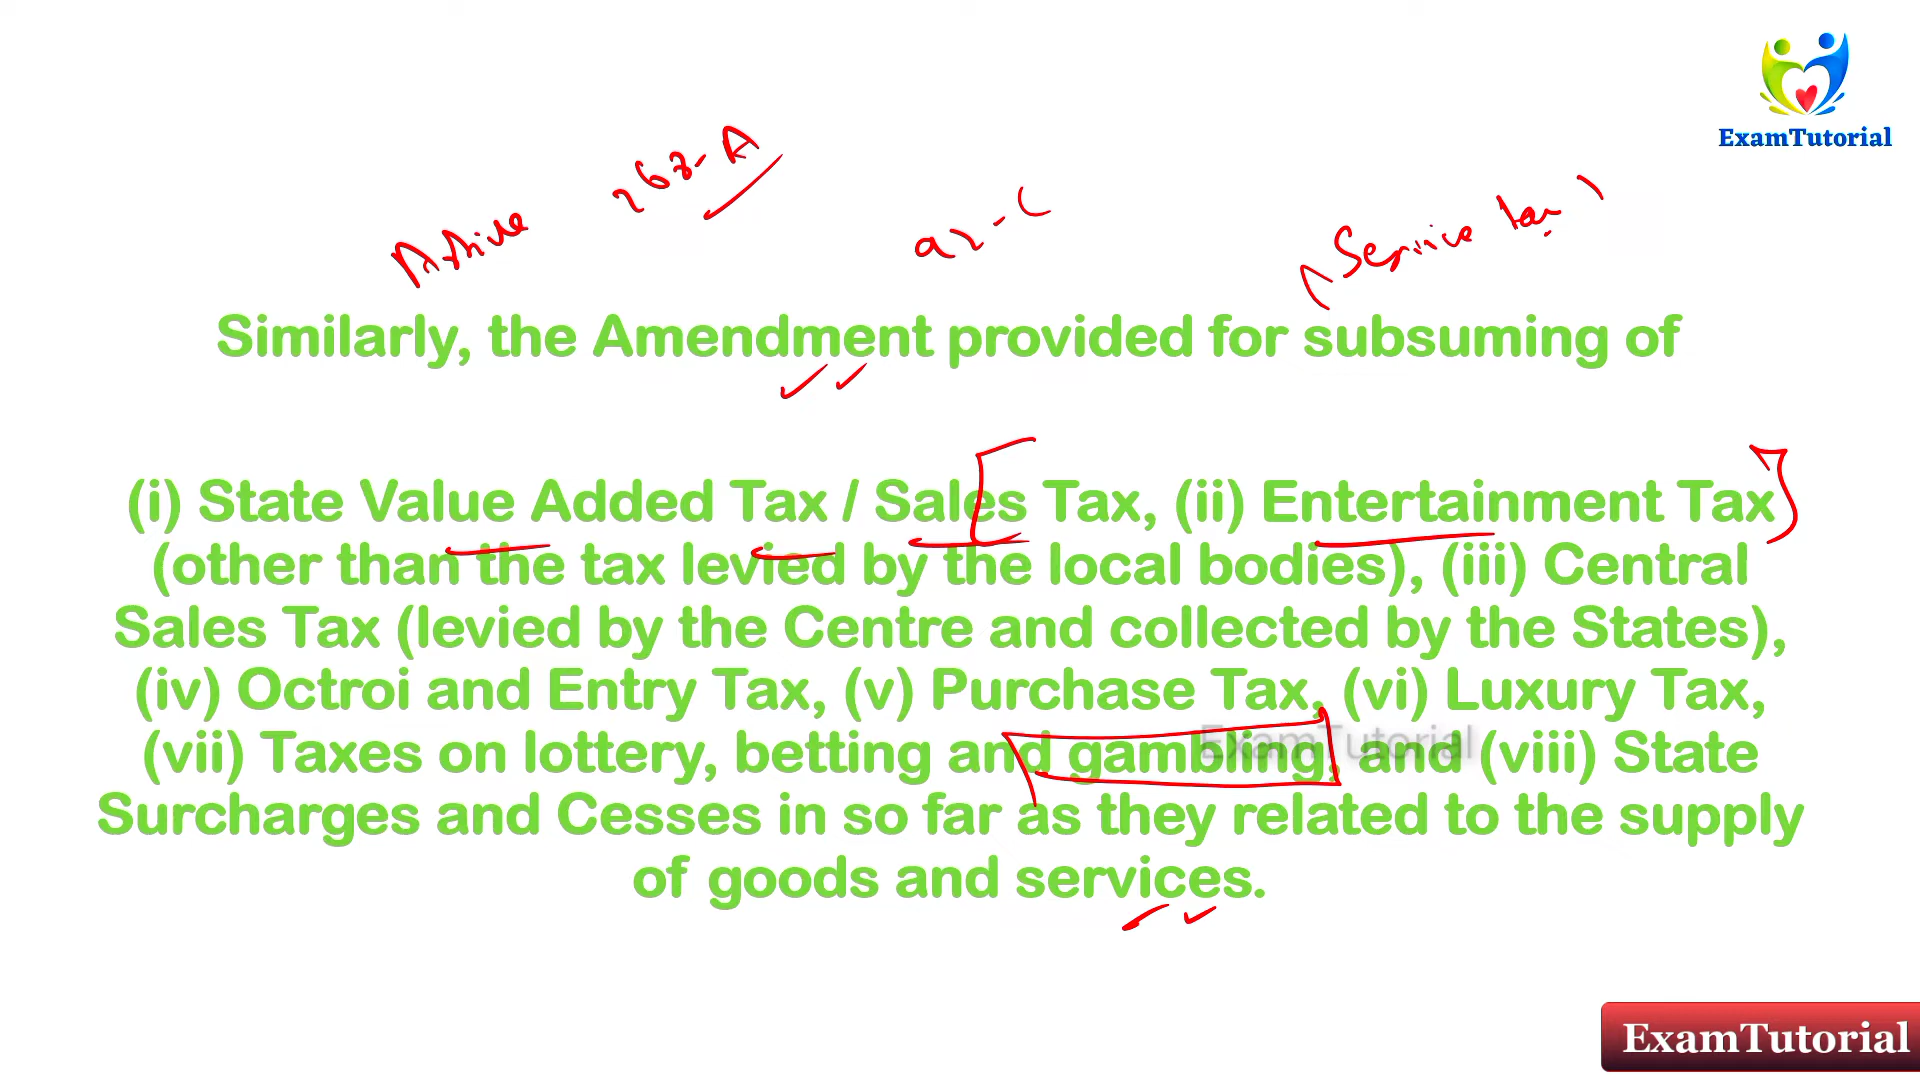 ExamTutorial
268-A
92-C
Service tax
Similarly, the Amendment provided for subsuming of
(i) State Value Added Tax / Sales Tax, (ii) Entertainment Tax
(other than the tax levied by the local bodies), (iii) Central
Sales Tax (levied by the Centre and collected by the States),
(iv) Octroi and Entry Tax, (v) Purchase Tax, (vi) Luxury Tax,
(vii) Taxes on lottery, betting and gambling, and (viii) State
Surcharges and Cesses in so far as they related to the supply
of goods and services.
ExamTutorial
ExamTutorial